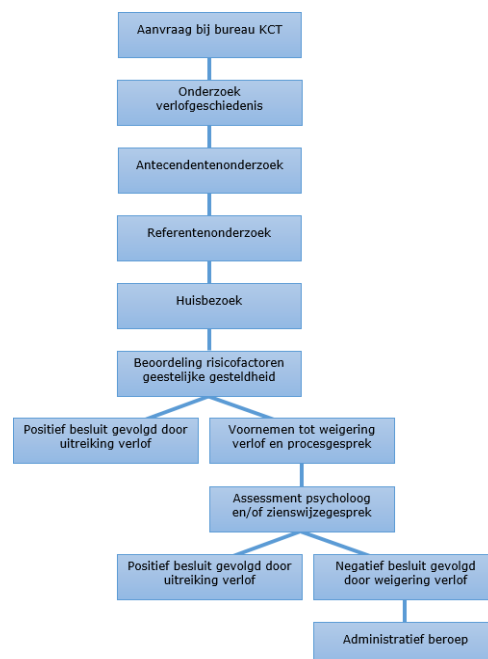 Aanvraag bij bureau KCT
Onderzoek
verlofgeschiedenis
Antecendentenonderzoek
Referentenonderzoek
Huisbezoek
Beoordeling risicofactoren
geestelijke gesteldheid
Positief besluit gevolgd door
uitreiking verlof
Voornemen tot weigering
verlof en procesgesprek
Assessment psycholoog
en/of zienswijzegesprek
Positief besluit gevolgd door
uitreiking verlof
Negatief besluit gevolgd
door weigering verlof
Administratief beroep